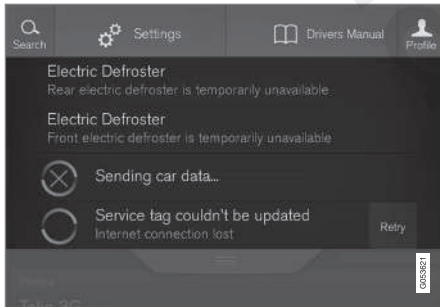 Search
Settings
Drivers Manual
Profile
Electric Defroster
Rear electric defroster is temporarily unavailable
Electric Defroster
Front electric defroster is temporarily unavailable
Sending car data...
Service tag couldn't be updated
Internet connection lost
Retry
G053621